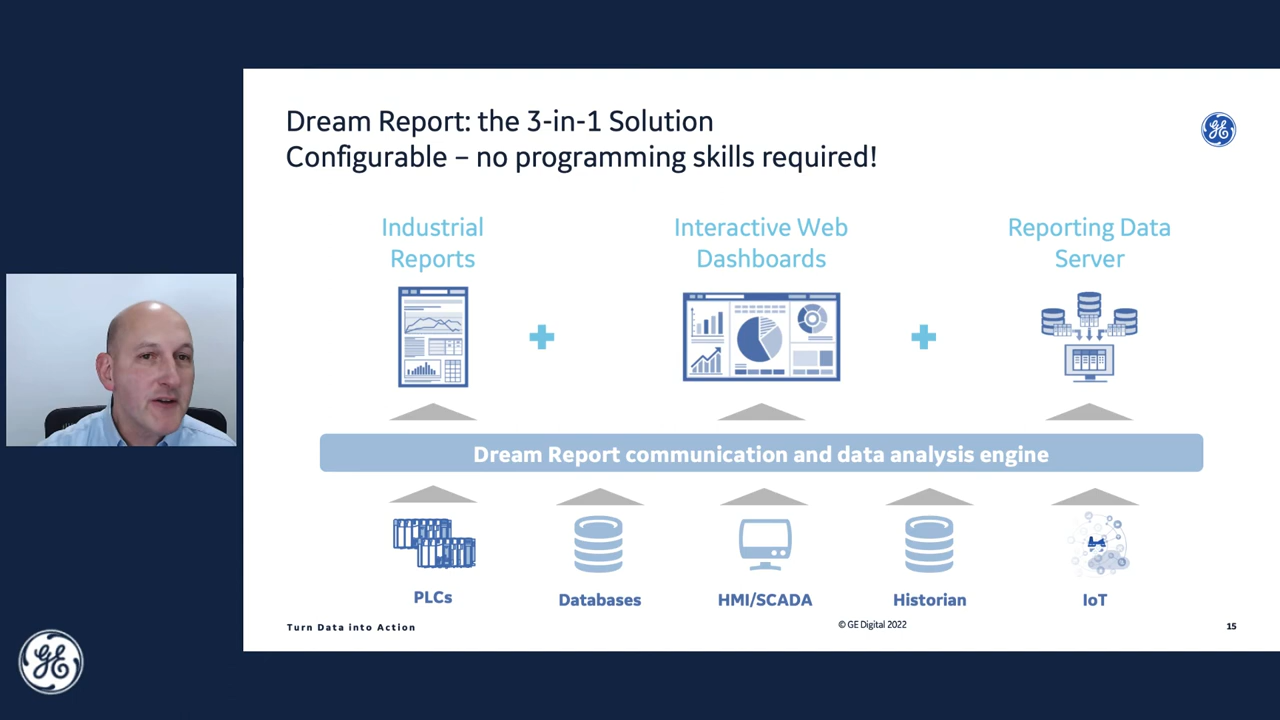 Dream Report: the 3-in-1 Solution
Configurable – no programming skills required!
Industrial
Reports
Interactive Web
Dashboards
Reporting Data
Server
Dream Report communication and data analysis engine
PLCs
Databases
HMI/SCADA
Historian
IoT
Turn Data into Action
© GE Digital 2022
15